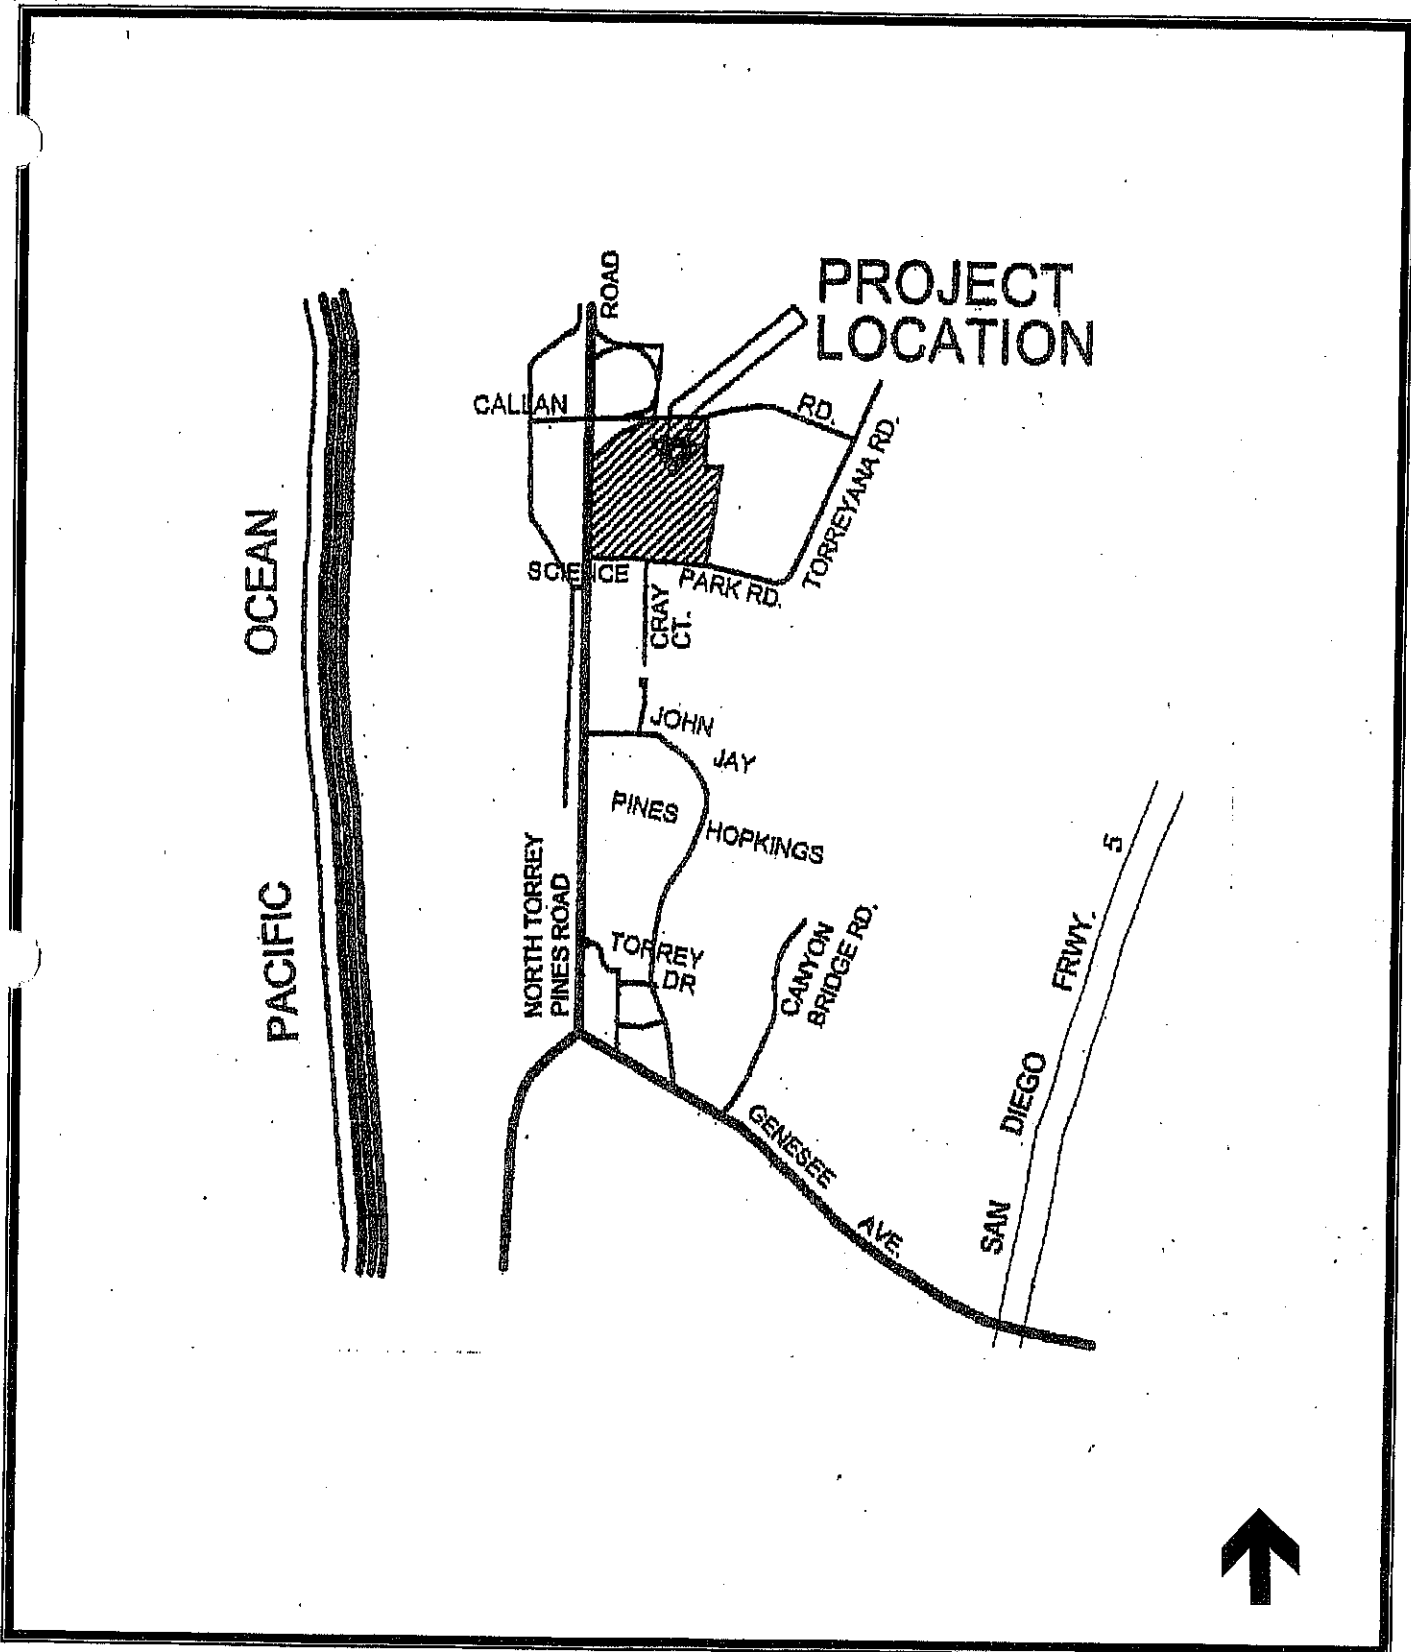 PROJECT
LOCATION
ROAD
CALLAN
RD.
TORREYANA RD.
SCIENCE
PARK RD.
CRAY
CT.
OCEAN
JOHN
JAY
PINES
HOPKINGS
NORTH TORREY
PINES ROAD
PACIFIC
TORREY
DR
CANYON
BRIDGE RD.
5
FRWY.
DIEGO
SAN
GENESEE
AVE.